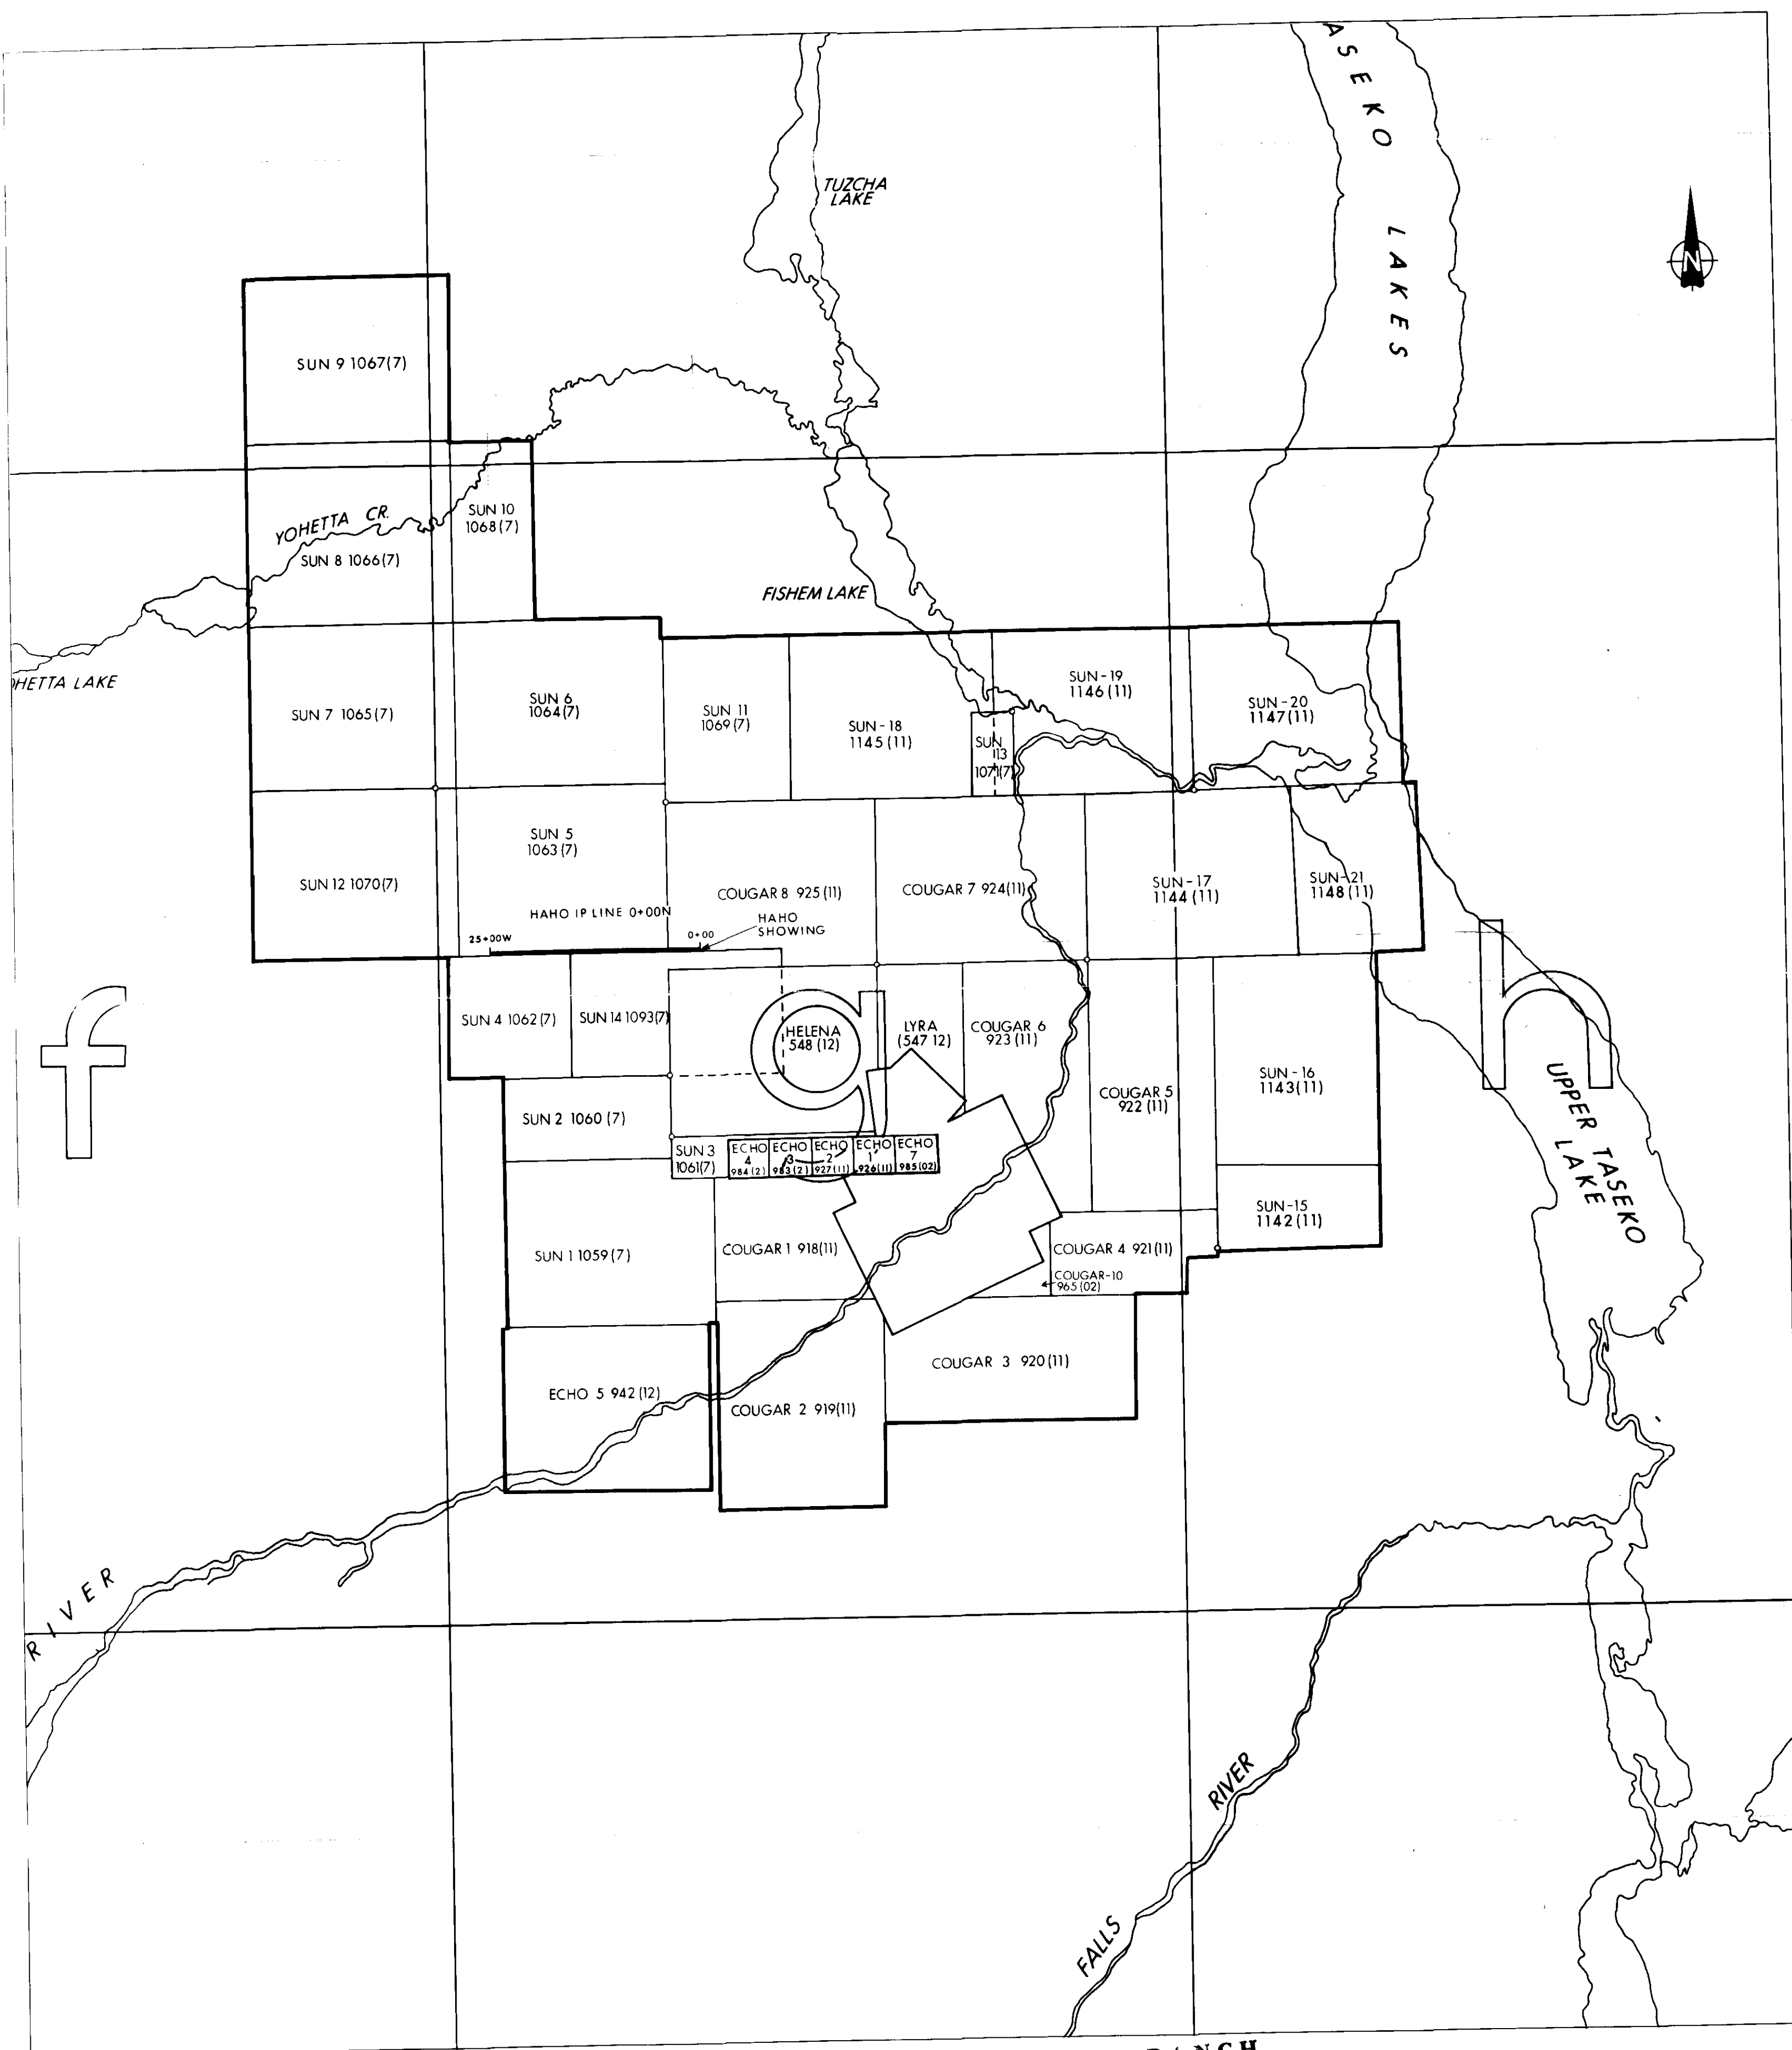 ASEKO LAKES
TUZCHA
LAKE
N
SUN 9 1067(7)
YOHETTA CR.
SUN 10
1068(7)
SUN 8 1066(7)
FISHEM LAKE
HETTA LAKE
SUN 7 1065(7)
SUN 6
1064(7)
SUN 11
1069(7)
SUN-18
1145(11)
SUN
13
1071(7)
SUN-19
1146(11)
SUN-20
1147(11)
SUN 12 1070(7)
SUN 5
1063(7)
COUGAR 8 925(11)
COUGAR 7 924(11)
SUN-17
1144(11)
SUN-21
1148(11)
HAHO IP LINE 0+00N
HAHO
SHOWING
25+00W
0+00
f
g
h
SUN 4 1062(7)
SUN 14 1093(7)
HELENA
548(12)
LYRA
(547 12)
COUGAR 6
923(11)
COUGAR 5
922(11)
SUN-16
1143(11)
UPPER TASEKO
LAKE
SUN 2 1060(7)
SUN 3
1061(7)
ECHO
4
984(2)
ECHO
3
983(2)
ECHO
2
927(11)
ECHO
1
926(11)
ECHO
7
985(02)
SUN-15
1142(11)
SUN 1 1059(7)
COUGAR 1 918(11)
COUGAR 4 921(11)
COUGAR-10
965(02)
COUGAR 3 920(11)
ECHO 5 942(12)
COUGAR 2 919(11)
RIVER
FALLS RIVER